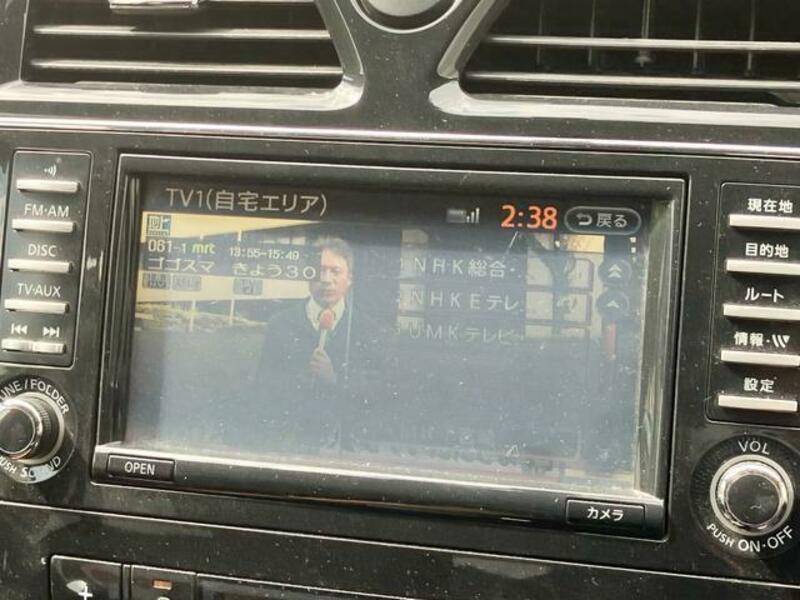 TV1(自宅エリア)
2:38
戻る
061-1 mrt 13:55-15:49
ゴゴスマ きょう30
NHK総合・
NHKEテレ
UMKテレビ
FM·AM
DISC
TV·AUX
TUNE/FOLDER
PUSH SOUND
OPEN
カメラ
現在地
目的地
ルート
情報·
設定
VOL
PUSH ON·OFF